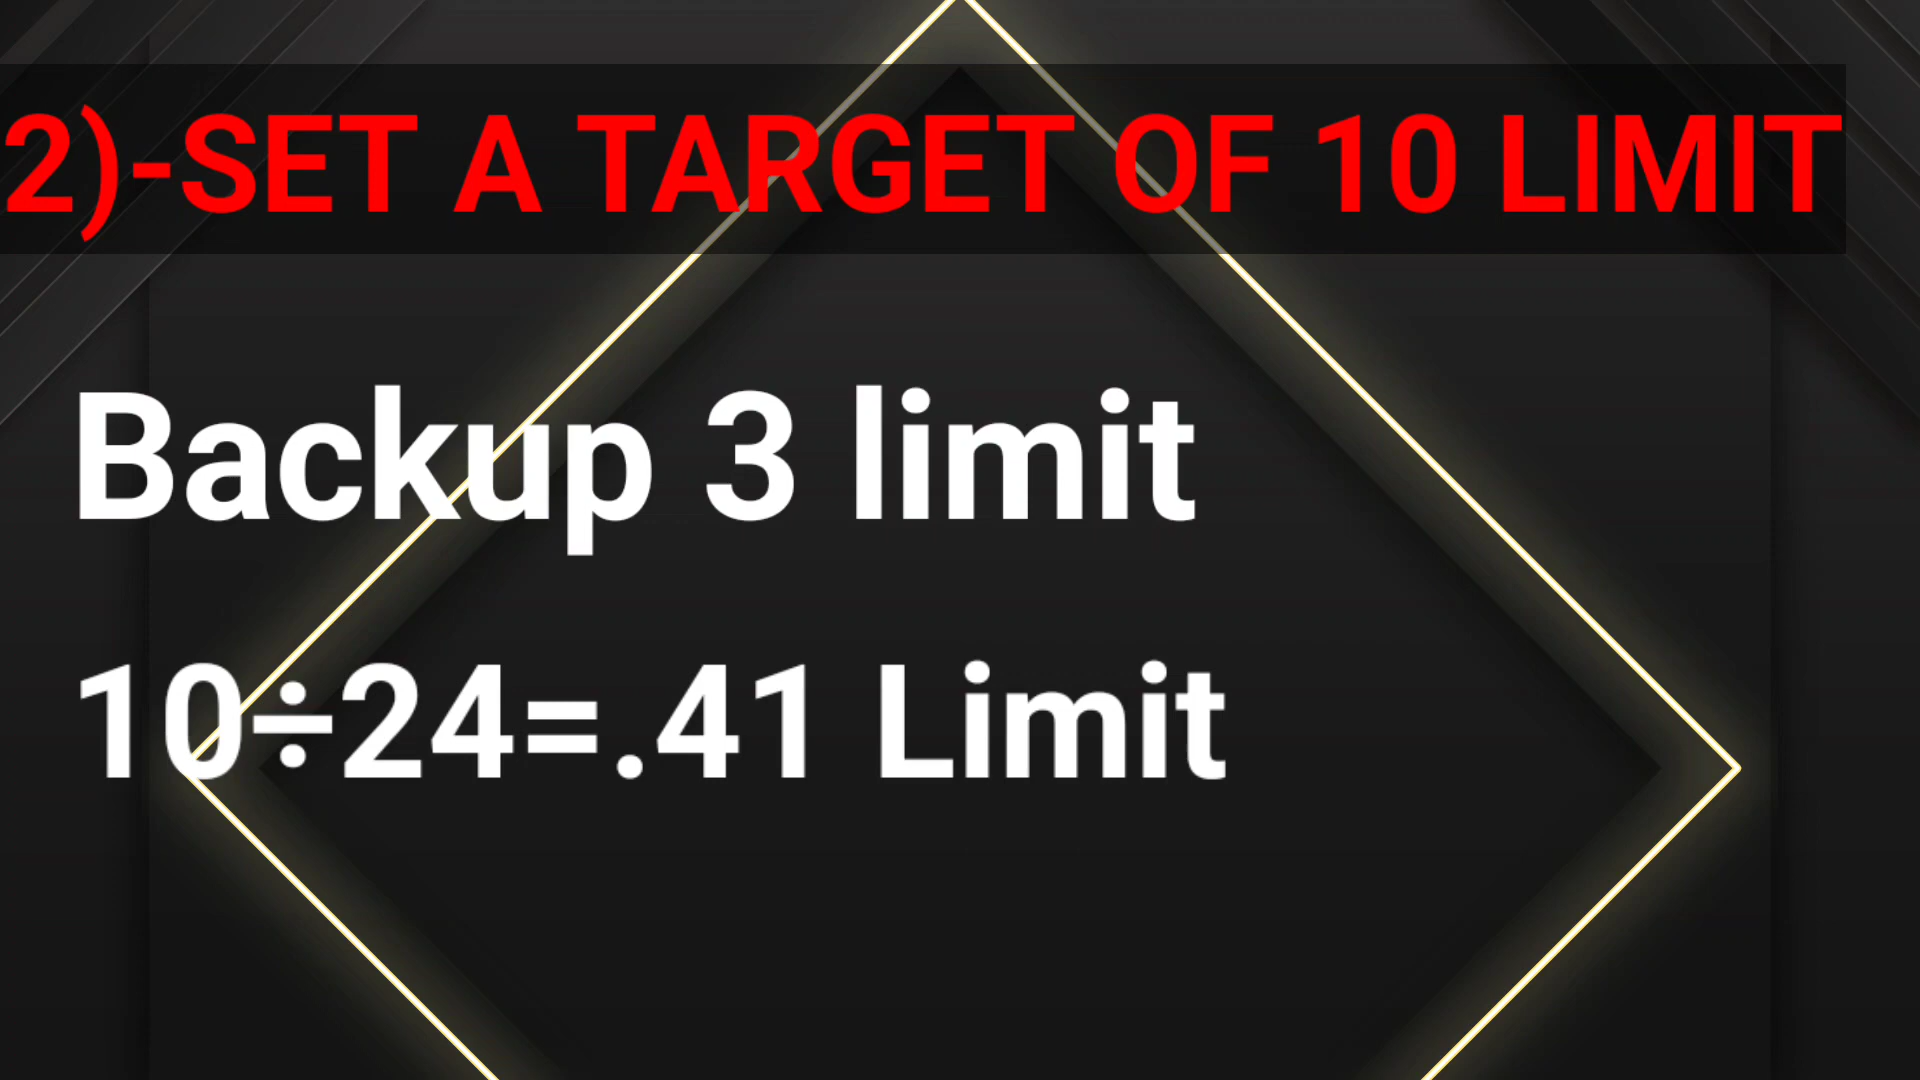 2)-SET A TARGET OF 10 LIMIT
Backup 3 limit
10÷24=.41 Limit